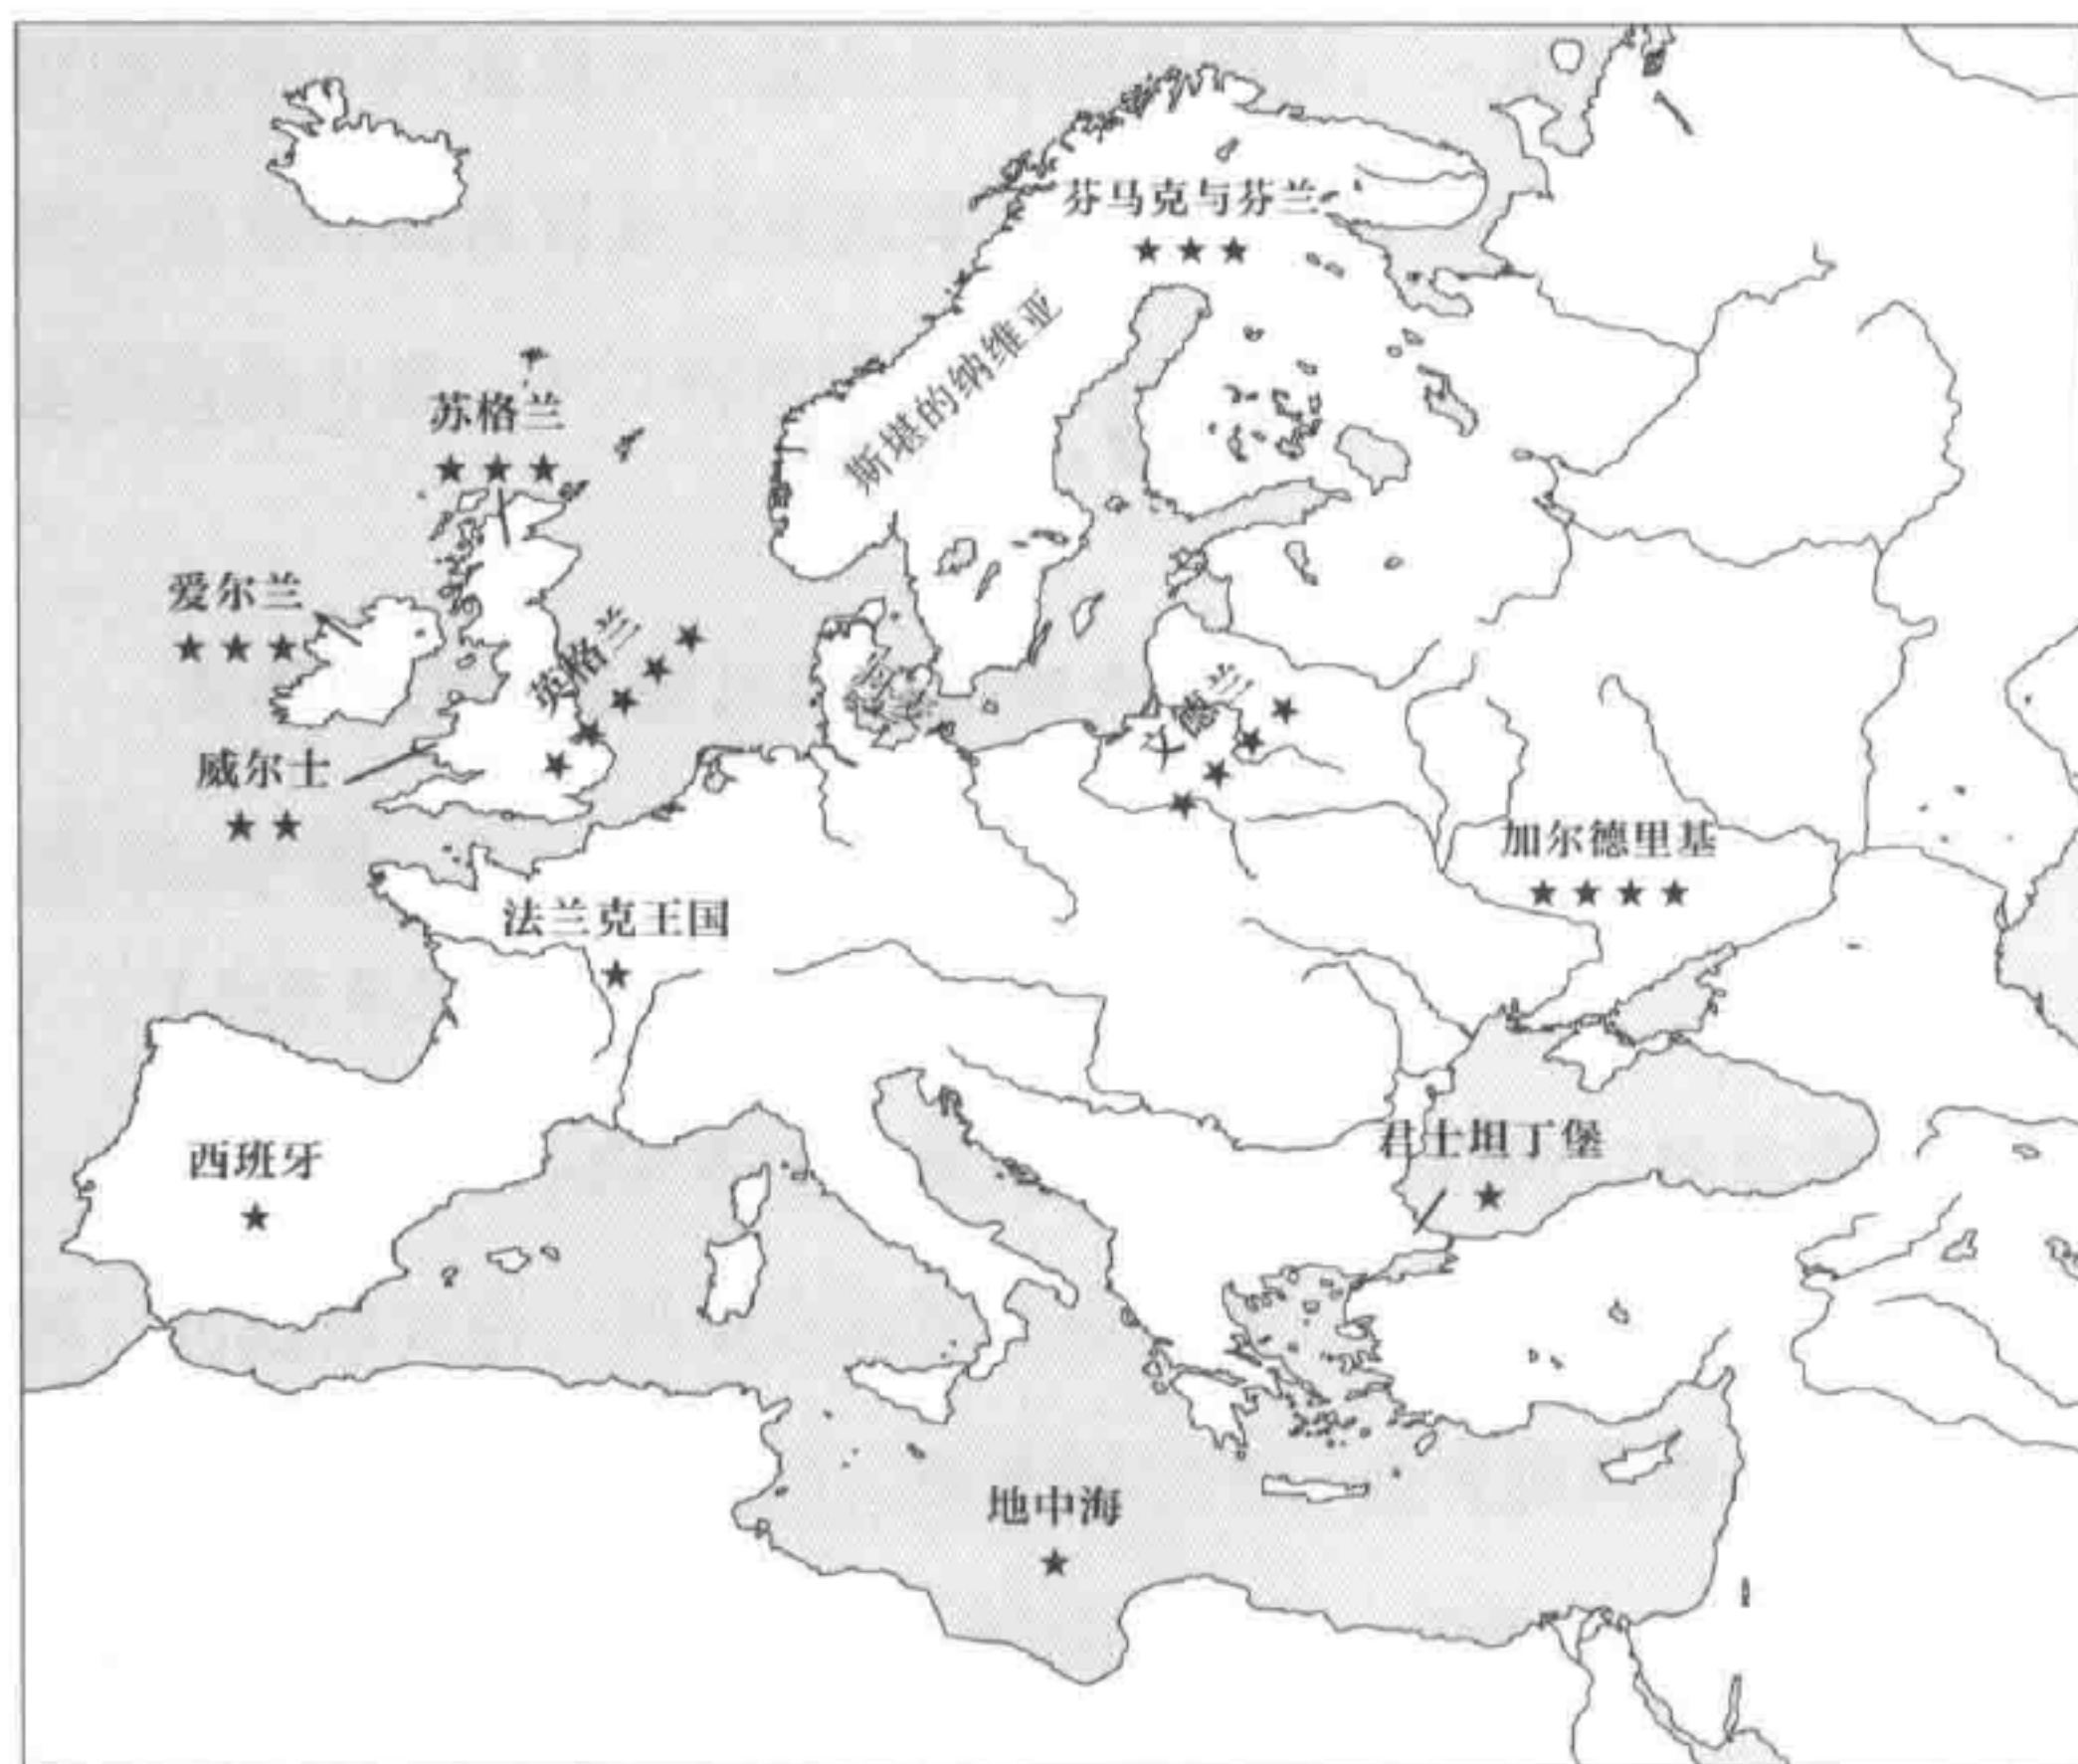 芬马克与芬兰
★★★
斯堪的纳维亚
苏格兰
★★★
爱尔兰
★★★
英格兰
★★★★★
威尔士
★★
★★★★
加尔德里基
★★★★
法兰克王国
★
西班牙
★
君士坦丁堡
★
地中海
★